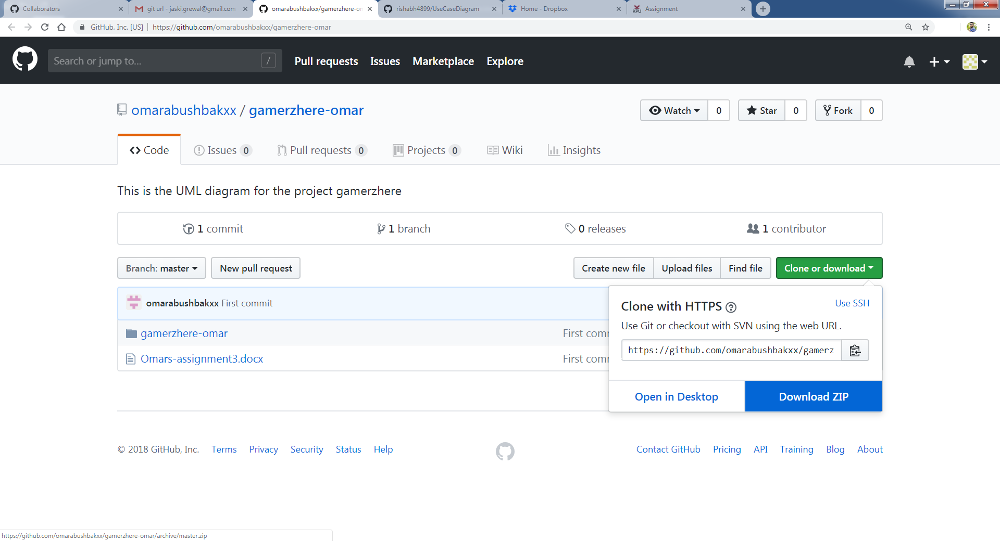 Collaborators
git url - jaski.grewal@gmail.com
omarabushbakxx/gamerzhere-on
rishabh4899/UseCaseDiagram
Home - Dropbox
KPU Assignment
GitHub, Inc. [US] https://github.com/omarabushbakxx/gamerzhere-omar
Search or jump to... /
Pull requests Issues Marketplace Explore
omarabushbakxx / gamerzhere-omar
Watch 0 Star 0 Fork 0
Code Issues 0 Pull requests 0 Projects 0 Wiki Insights
This is the UML diagram for the project gamerzhere
1 commit 1 branch 0 releases 1 contributor
Branch: master New pull request Create new file Upload files Find file Clone or download
omarabushbakxx First commit
gamerzhere-omar First comm
Omars-assignment3.docx First comm
Clone with HTTPS ? Use SSH
Use Git or checkout with SVN using the web URL.
https://github.com/omarabushbakxx/gamerz
Open in Desktop Download ZIP
© 2018 GitHub, Inc. Terms Privacy Security Status Help Contact GitHub Pricing API Training Blog About
https://github.com/omarabushbakxx/gamerzhere-omar/archive/master.zip